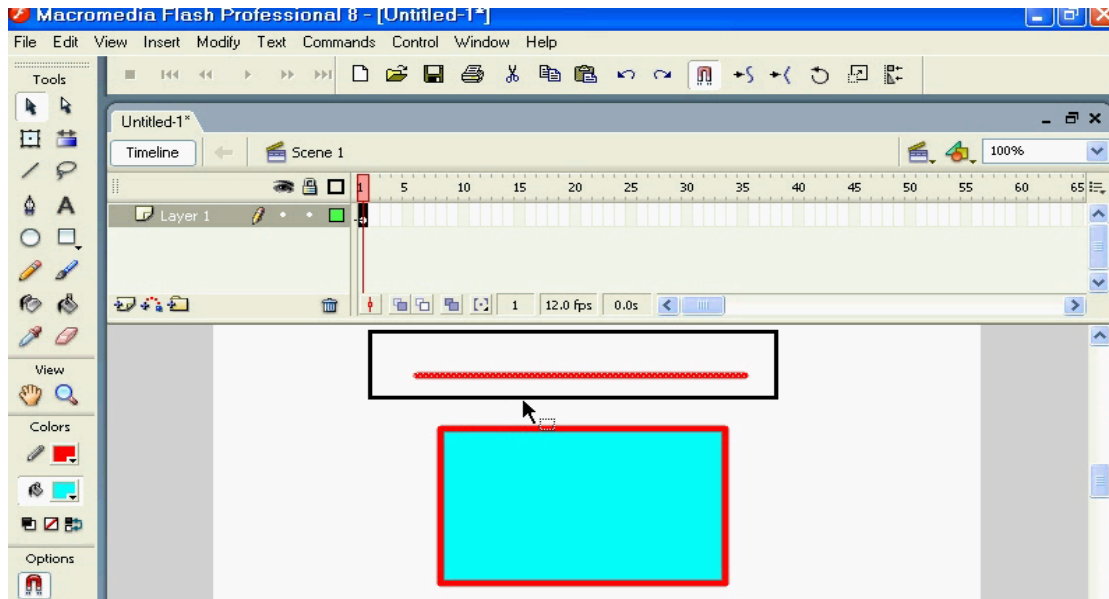 Macromedia Flash Professional 8 - [Untitled-1*]
File Edit View Insert Modify Text Commands Control Window Help
Tools
Untitled-1*
Timeline Scene 1 100%
1 5 10 15 20 25 30 35 40 45 50 55 60 65
Layer 1
1 12.0 fps 0.0s
View
Colors
Options